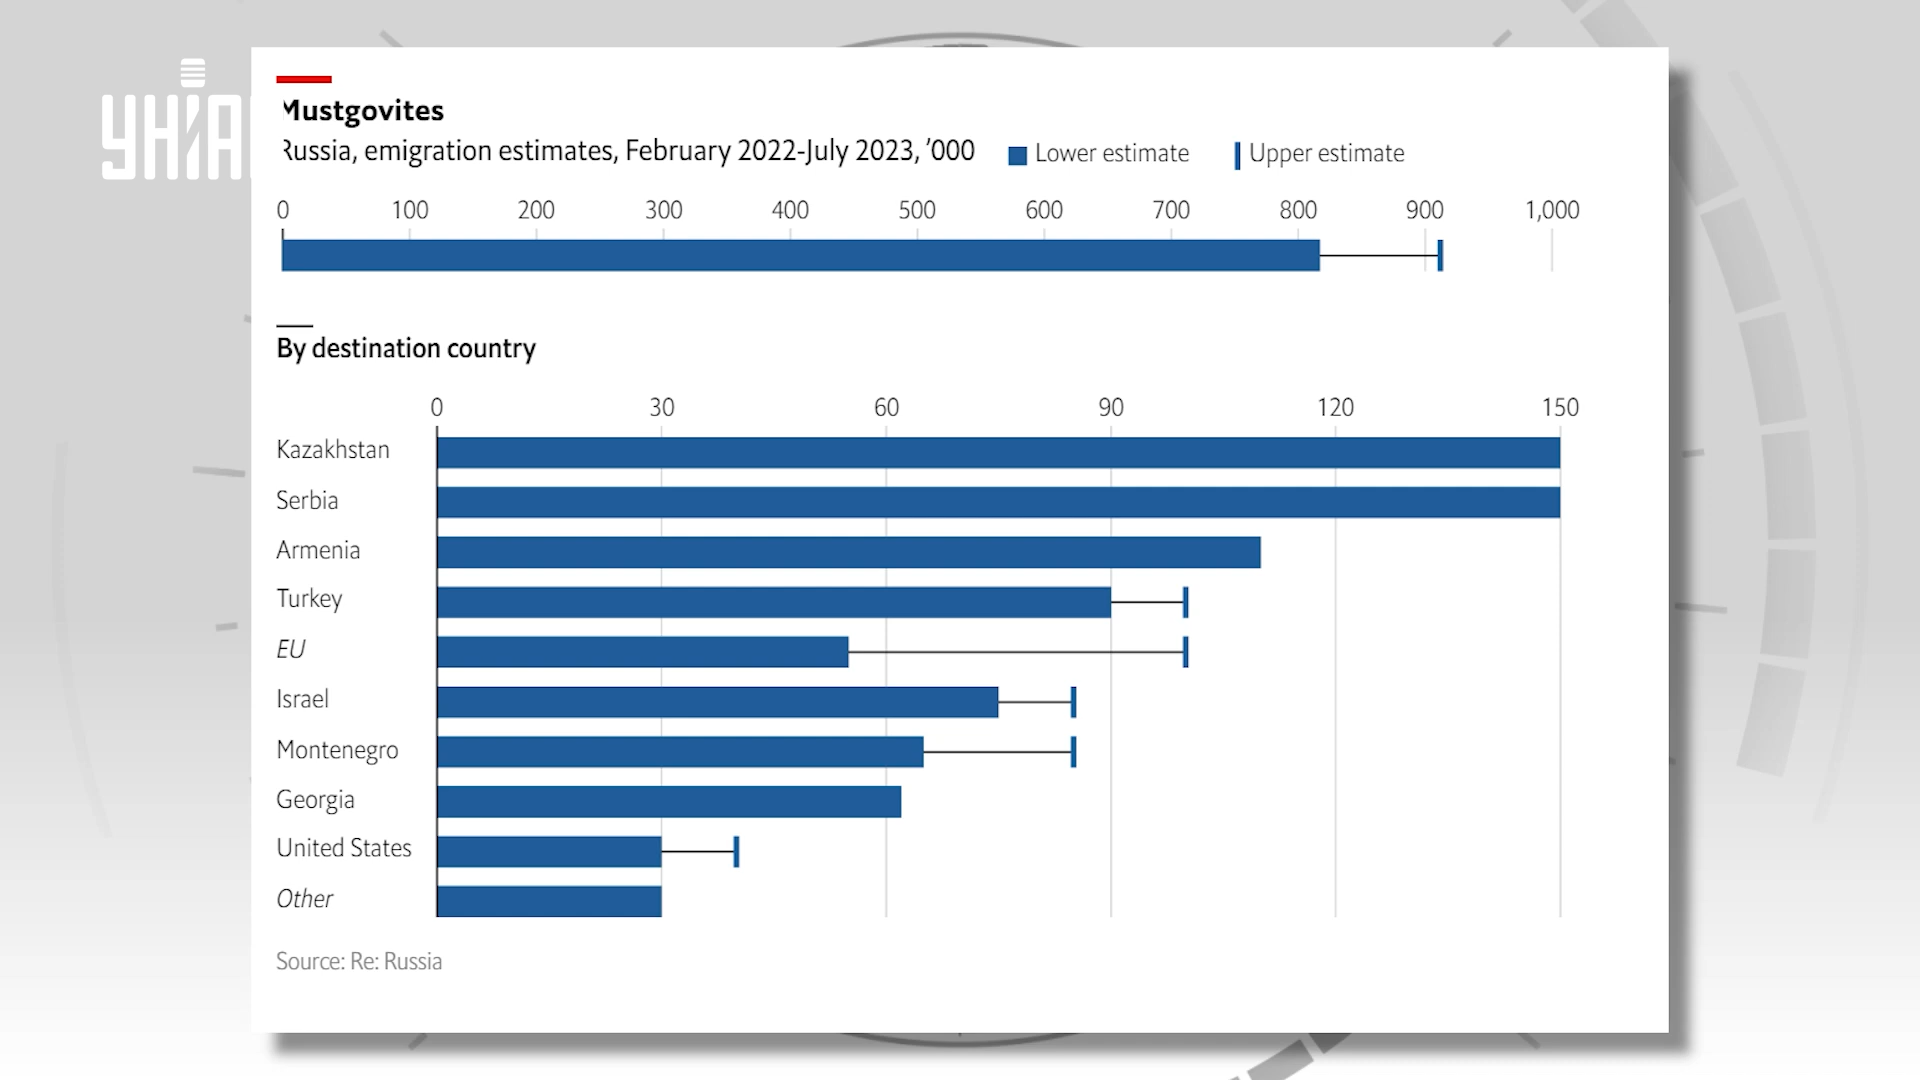 УНІА
Mustgovites
Russia, emigration estimates, February 2022-July 2023, ’000
Lower estimate
Upper estimate
0 100 200 300 400 500 600 700 800 900 1,000
By destination country
0 30 60 90 120 150
Kazakhstan
Serbia
Armenia
Turkey
EU
Israel
Montenegro
Georgia
United States
Other
Source: Re: Russia